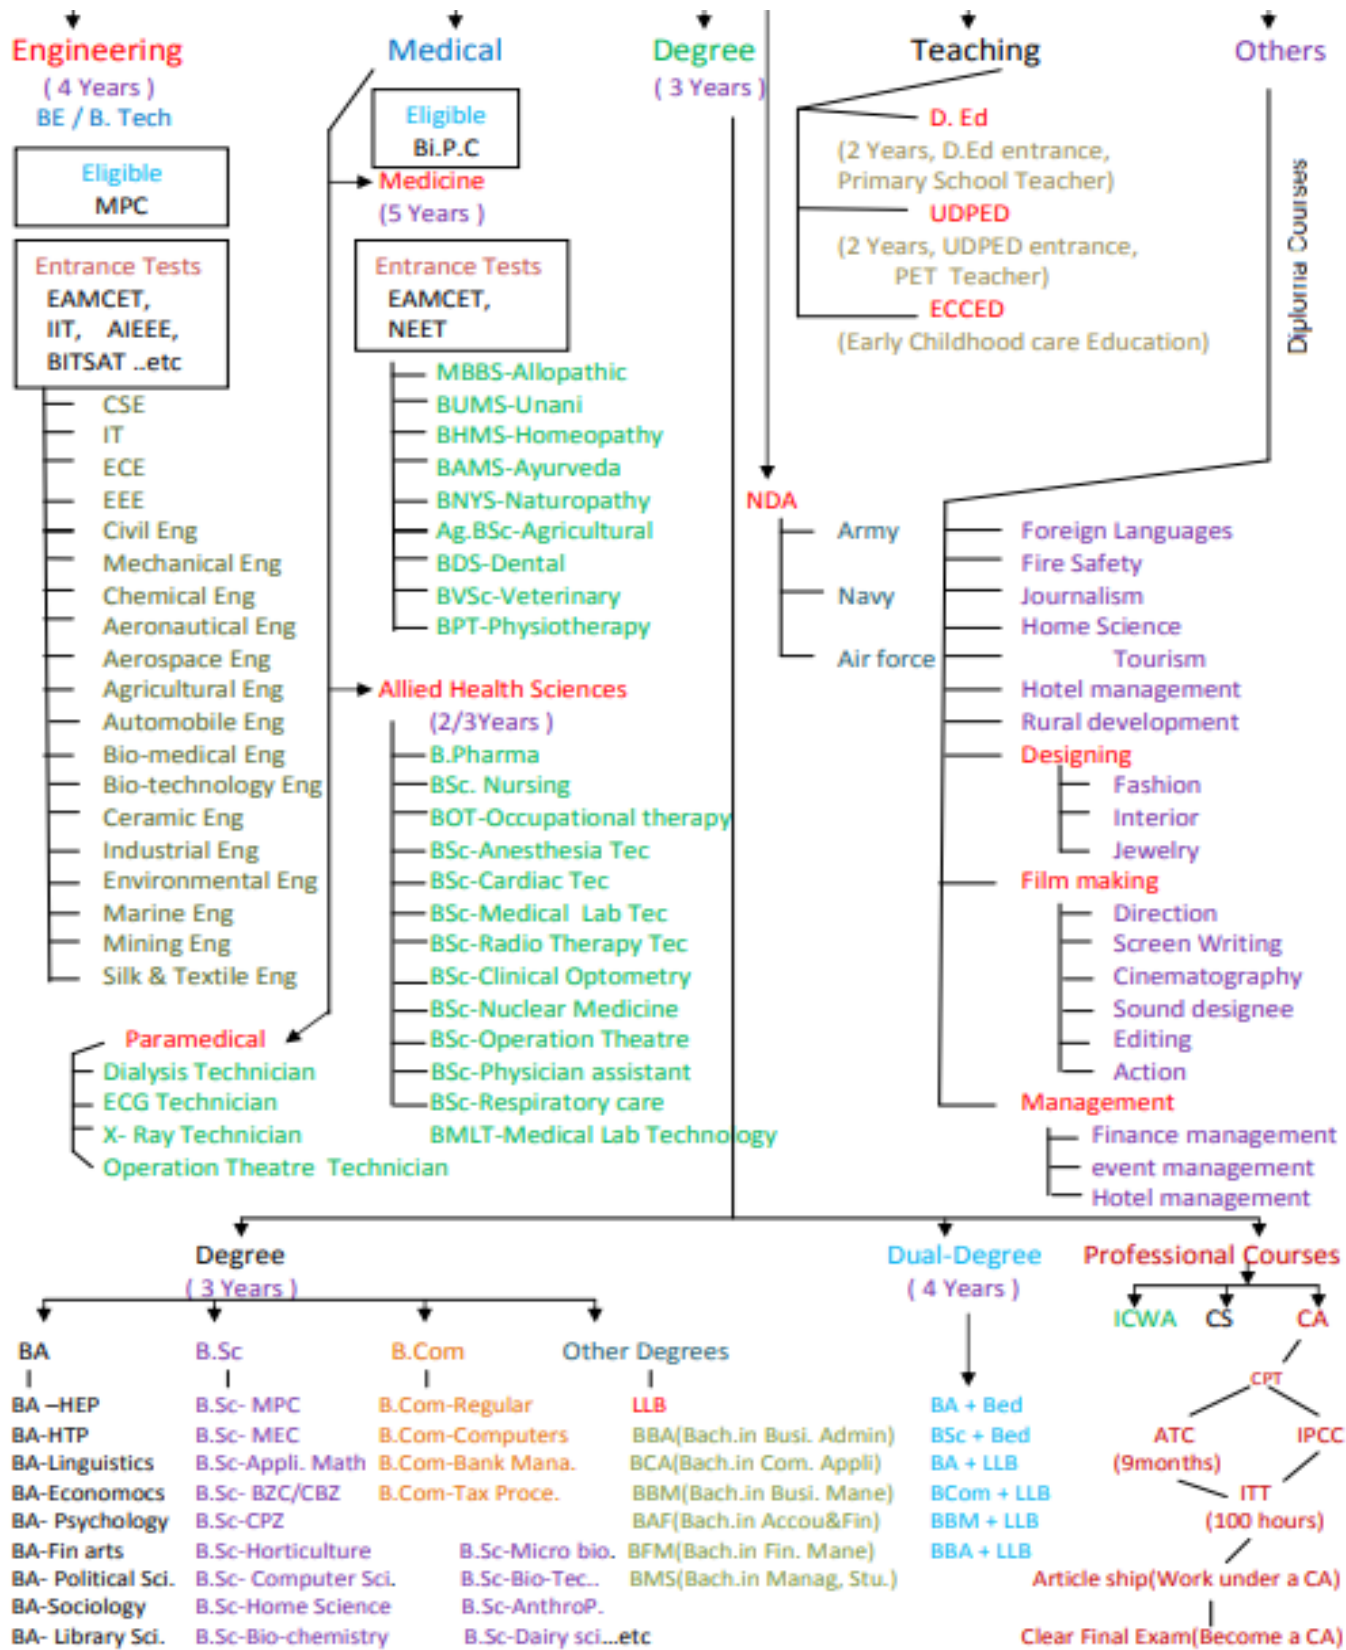 Engineering
( 4 Years )
BE / B. Tech
Eligible
MPC
Entrance Tests
EAMCET,
IIT, AIEEE,
BITSAT ..etc
CSE
IT
ECE
EEE
Civil Eng
Mechanical Eng
Chemical Eng
Aeronautical Eng
Aerospace Eng
Agricultural Eng
Automobile Eng
Bio-medical Eng
Bio-technology Eng
Ceramic Eng
Industrial Eng
Environmental Eng
Marine Eng
Mining Eng
Silk & Textile Eng
Medical
Eligible
Bi.P.C
Medicine
(5 Years )
Entrance Tests
EAMCET,
NEET
MBBS-Allopathic
BUMS-Unani
BHMS-Homeopathy
BAMS-Ayurveda
BNYS-Naturopathy
Ag.BSc-Agricultural
BDS-Dental
BVSc-Veterinary
BPT-Physiotherapy
Allied Health Sciences
(2/3Years )
B.Pharma
BSc. Nursing
BOT-Occupational therapy
BSc-Anesthesia Tec
BSc-Cardiac Tec
BSc-Medical Lab Tec
BSc-Radio Therapy Tec
BSc-Clinical Optometry
BSc-Nuclear Medicine
BSc-Operation Theatre
BSc-Physician assistant
BSc-Respiratory care
BMLT-Medical Lab Technology
Paramedical
Dialysis Technician
ECG Technician
X- Ray Technician
Operation Theatre Technician
Degree
( 3 Years )
NDA
Army
Navy
Air force
Teaching
D. Ed
(2 Years, D.Ed entrance,
Primary School Teacher)
UDPED
(2 Years, UDPED entrance,
PET Teacher)
ECCED
(Early Childhood care Education)
Others
Diploma Courses
Foreign Languages
Fire Safety
Journalism
Home Science
Tourism
Hotel management
Rural development
Designing
Fashion
Interior
Jewelry
Film making
Direction
Screen Writing
Cinematography
Sound designee
Editing
Action
Management
Finance management
event management
Hotel management
Degree
( 3 Years )
BA
BA –HEP
BA-HTP
BA-Linguistics
BA-Economocs
BA- Psychology
BA-Fin arts
BA- Political Sci.
BA-Sociology
BA- Library Sci.
B.Sc
B.Sc- MPC
B.Sc- MEC
B.Sc-Appli. Math
B.Sc- BZC/CBZ
B.Sc-CPZ
B.Sc-Horticulture
B.Sc- Computer Sci.
B.Sc-Home Science
B.Sc-Bio-chemistry
B.Sc-Micro bio.
B.Sc-Bio-Tec..
B.Sc-AnthroP.
B.Sc-Dairy sci...etc
B.Com
B.Com-Regular
B.Com-Computers
B.Com-Bank Mana.
B.Com-Tax Proce.
Other Degrees
LLB
BBA(Bach.in Busi. Admin)
BCA(Bach.in Com. Appli)
BBM(Bach.in Busi. Mane)
BAF(Bach.in Accou&Fin)
BFM(Bach.in Fin. Mane)
BMS(Bach.in Manag, Stu.)
Dual-Degree
( 4 Years )
BA + Bed
BSc + Bed
BA + LLB
BCom + LLB
BBM + LLB
BBA + LLB
Professional Courses
ICWA CS CA
CPT
ATC IPCC
(9months)
ITT
(100 hours)
Article ship(Work under a CA)
Clear Final Exam(Become a CA)